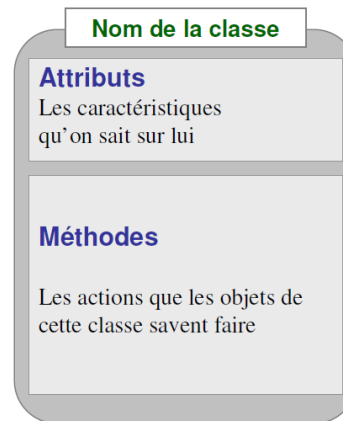 Nom de la classe
Attributs
Les caractéristiques
qu'on sait sur lui
Méthodes
Les actions que les objets de
cette classe savent faire